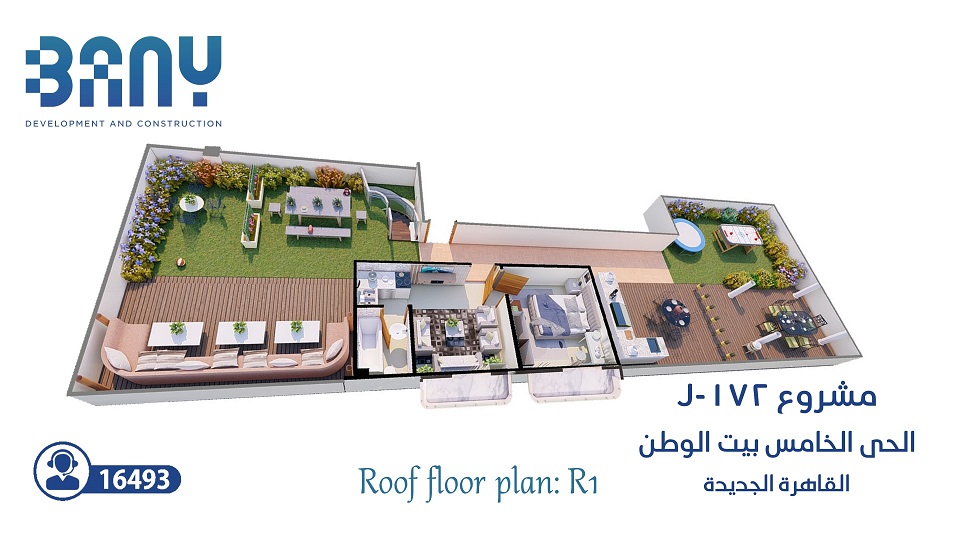 BANY
DEVELOPMENT AND CONSTRUCTION
مشروع J-١٧٢
الحى الخامس بيت الوطن
القاهرة الجديدة
16493
Roof floor plan: R1